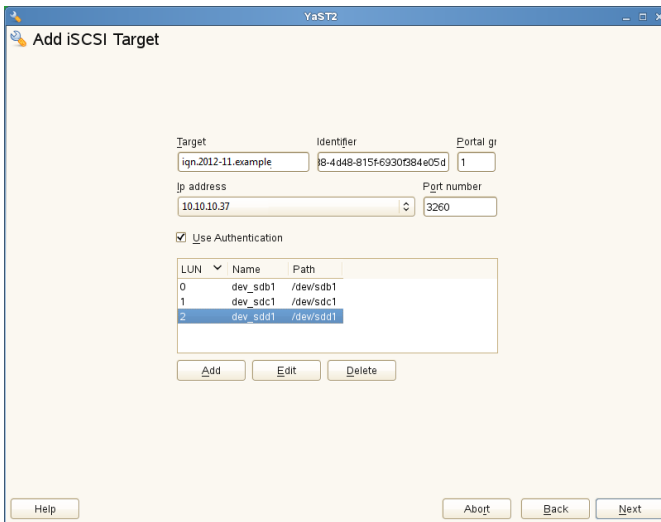 YaST2
Add iSCSI Target
Target Identifier Portal gr
iqn.2012-11.example 38-4d48-815f-6930f384e05d 1
Ip address Port number
10.10.10.37 3260
Use Authentication
LUN Name Path
0 dev_sdb1 /dev/sdb1
1 dev_sdc1 /dev/sdc1
2 dev_sdd1 /dev/sdd1
Add Edit Delete
Help Abort Back Next